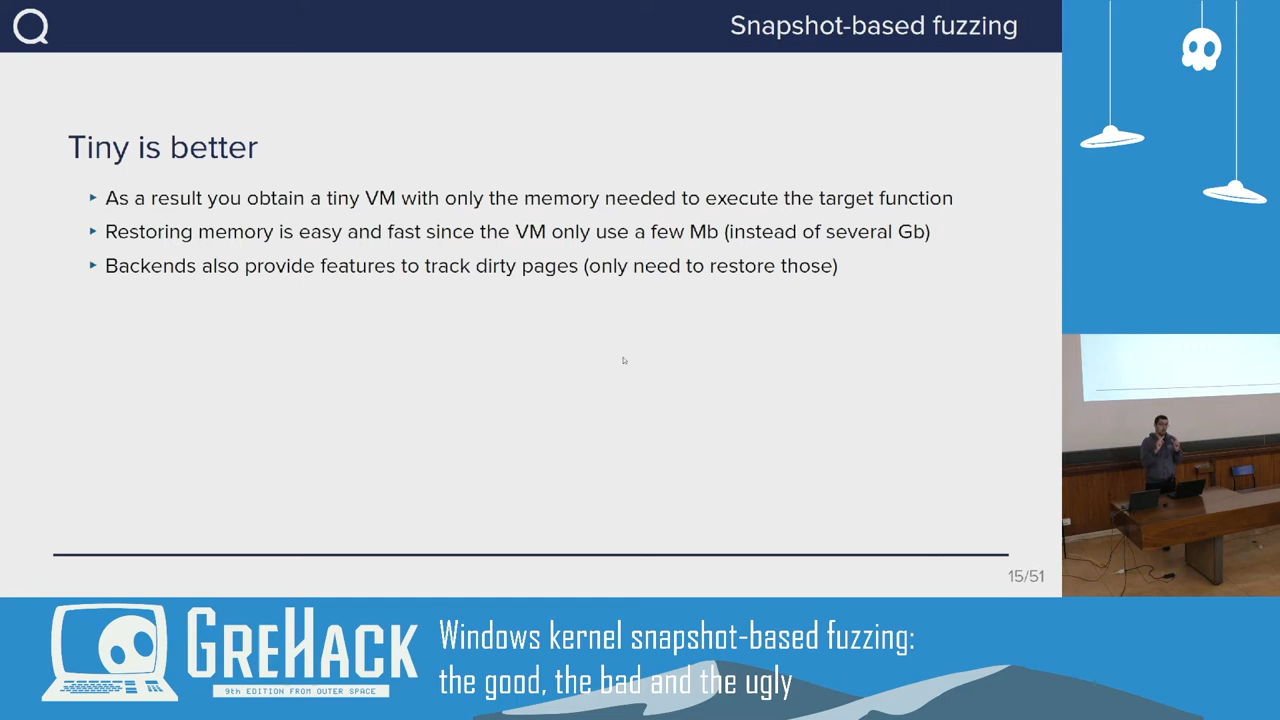 Snapshot-based fuzzing
Tiny is better
As a result you obtain a tiny VM with only the memory needed to execute the target function
Restoring memory is easy and fast since the VM only use a few Mb (instead of several Gb)
Backends also provide features to track dirty pages (only need to restore those)
15/51
GREHACK
9TH EDITION FROM OUTER SPACE
Windows kernel snapshot-based fuzzing:
the good, the bad and the ugly